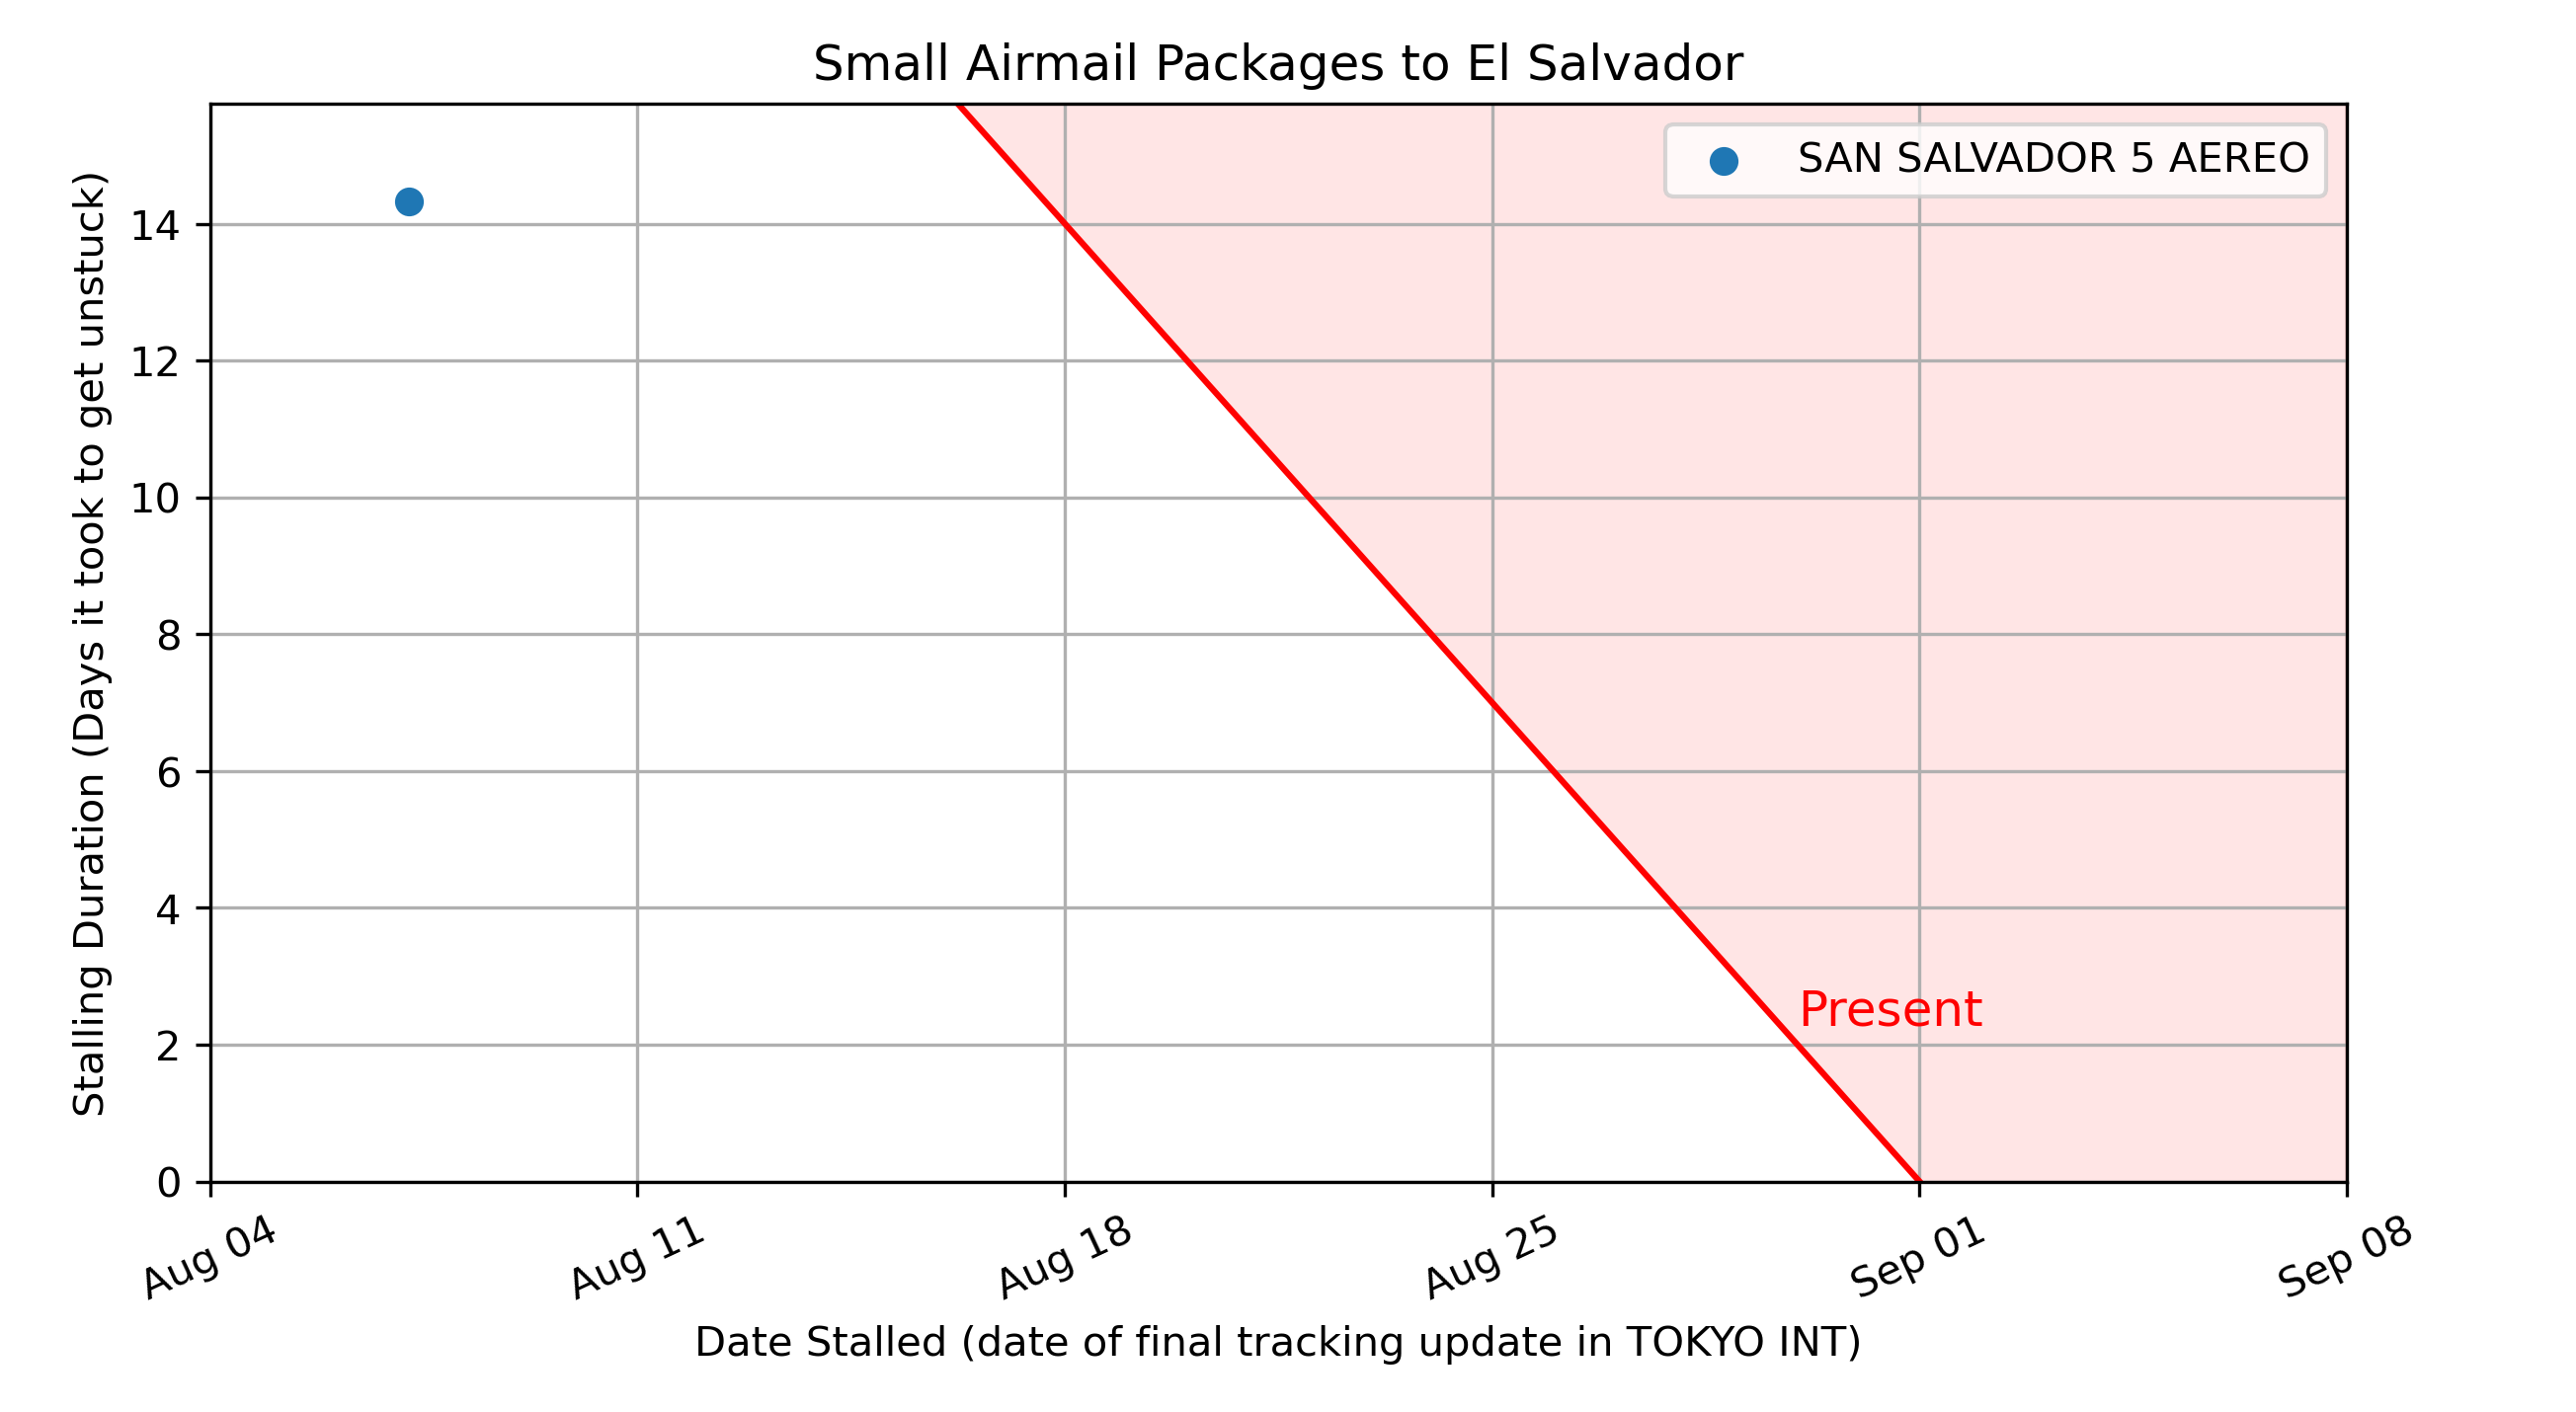 Small Airmail Packages to El Salvador
SAN SALVADOR 5 AEREO
Stalling Duration (Days it took to get unstuck)
14
12
10
8
6
4
2
0
Present
Aug 04
Aug 11
Aug 18
Aug 25
Sep 01
Sep 08
Date Stalled (date of final tracking update in TOKYO INT)